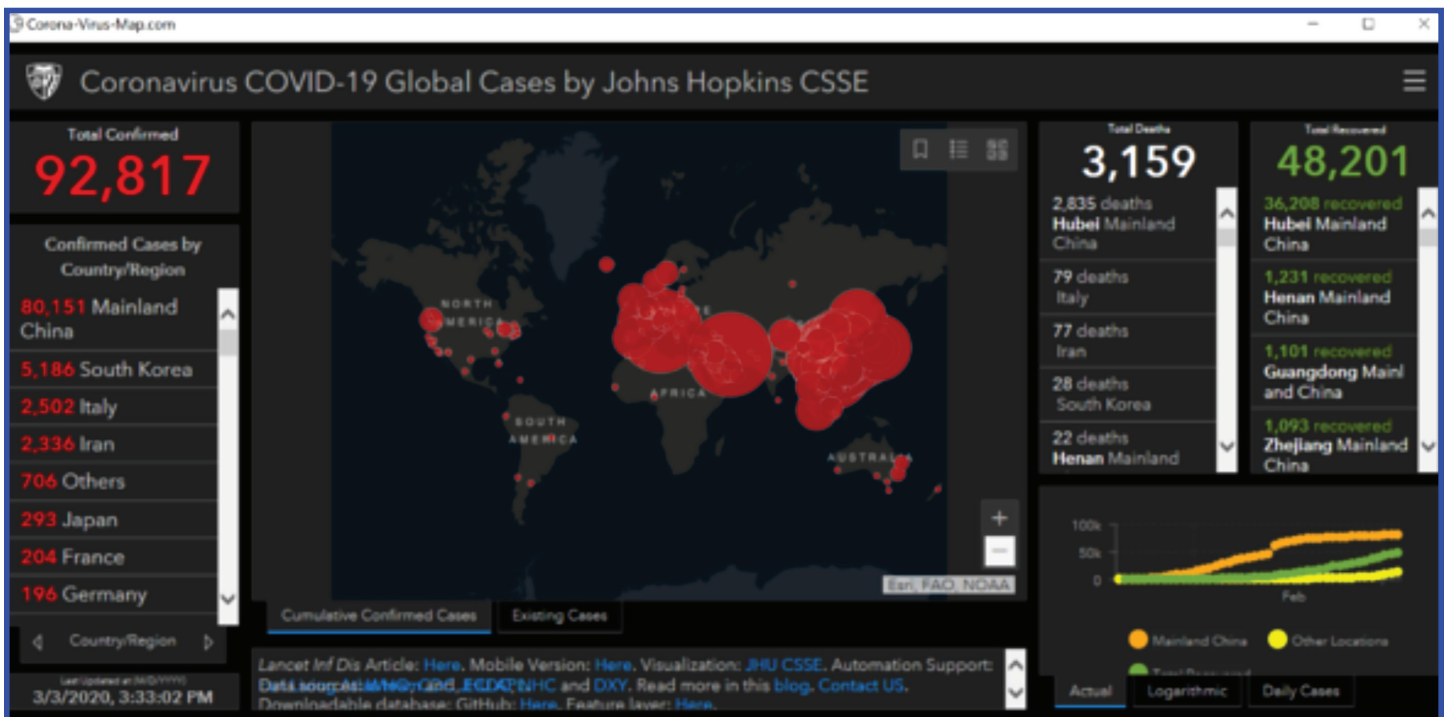 Corona-Virus-Map.com
Coronavirus COVID-19 Global Cases by Johns Hopkins CSSE
Total Confirmed
92,817
Confirmed Cases by
Country/Region
80,151 Mainland
China
5,186 South Korea
2,502 Italy
2,336 Iran
706 Others
293 Japan
204 France
196 Germany
Country/Region
Last Updated at (M/D/YYYY)
3/3/2020, 3:33:02 PM
NORTH
AMERICA
SOUTH
AMERICA
AFRICA
AUSTRALIA
+
−
Esri, FAO, NOAA
Cumulative Confirmed Cases
Existing Cases
Lancet Inf Dis Article: Here. Mobile Version: Here. Visualization: JHU CSSE. Automation Support:
Data sources: and DXY. Read more in this blog. Contact US.
Downloadable database: GitHub: Here. Feature layer: Here.
Total Deaths
3,159
2,835 deaths
Hubei Mainland
China
79 deaths
Italy
77 deaths
Iran
28 deaths
South Korea
22 deaths
Henan Mainland
Total Recovered
48,201
36,208 recovered
Hubei Mainland
China
1,231 recovered
Henan Mainland
China
1,101 recovered
Guangdong Mainl
and China
1,093 recovered
Zhejiang Mainland
China
100k
50k
0
Feb
Mainland China
Other Locations
Total Recovered
Actual
Logarithmic
Daily Cases